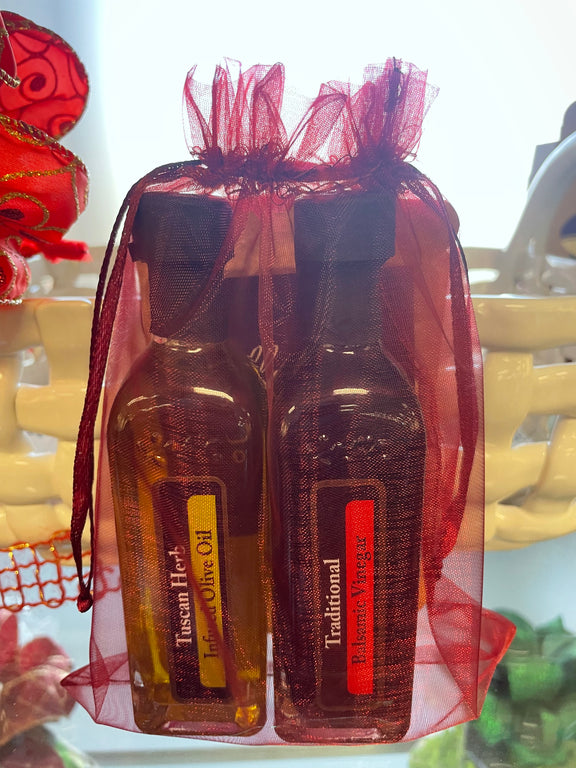 Tuscan Herb
Infused Olive Oil
Traditional
Balsamic Vinegar